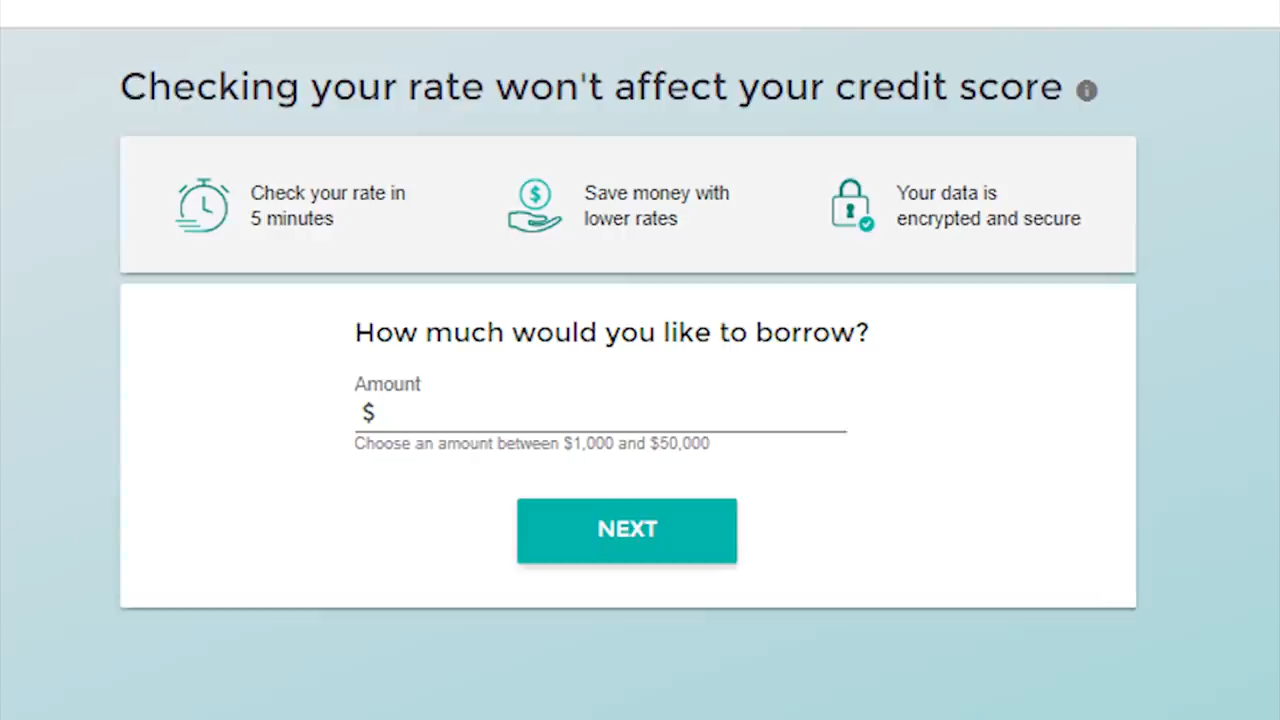 Checking your rate won't affect your credit score
Check your rate in
5 minutes
Save money with
lower rates
Your data is
encrypted and secure
How much would you like to borrow?
Amount
$
Choose an amount between $1,000 and $50,000
NEXT